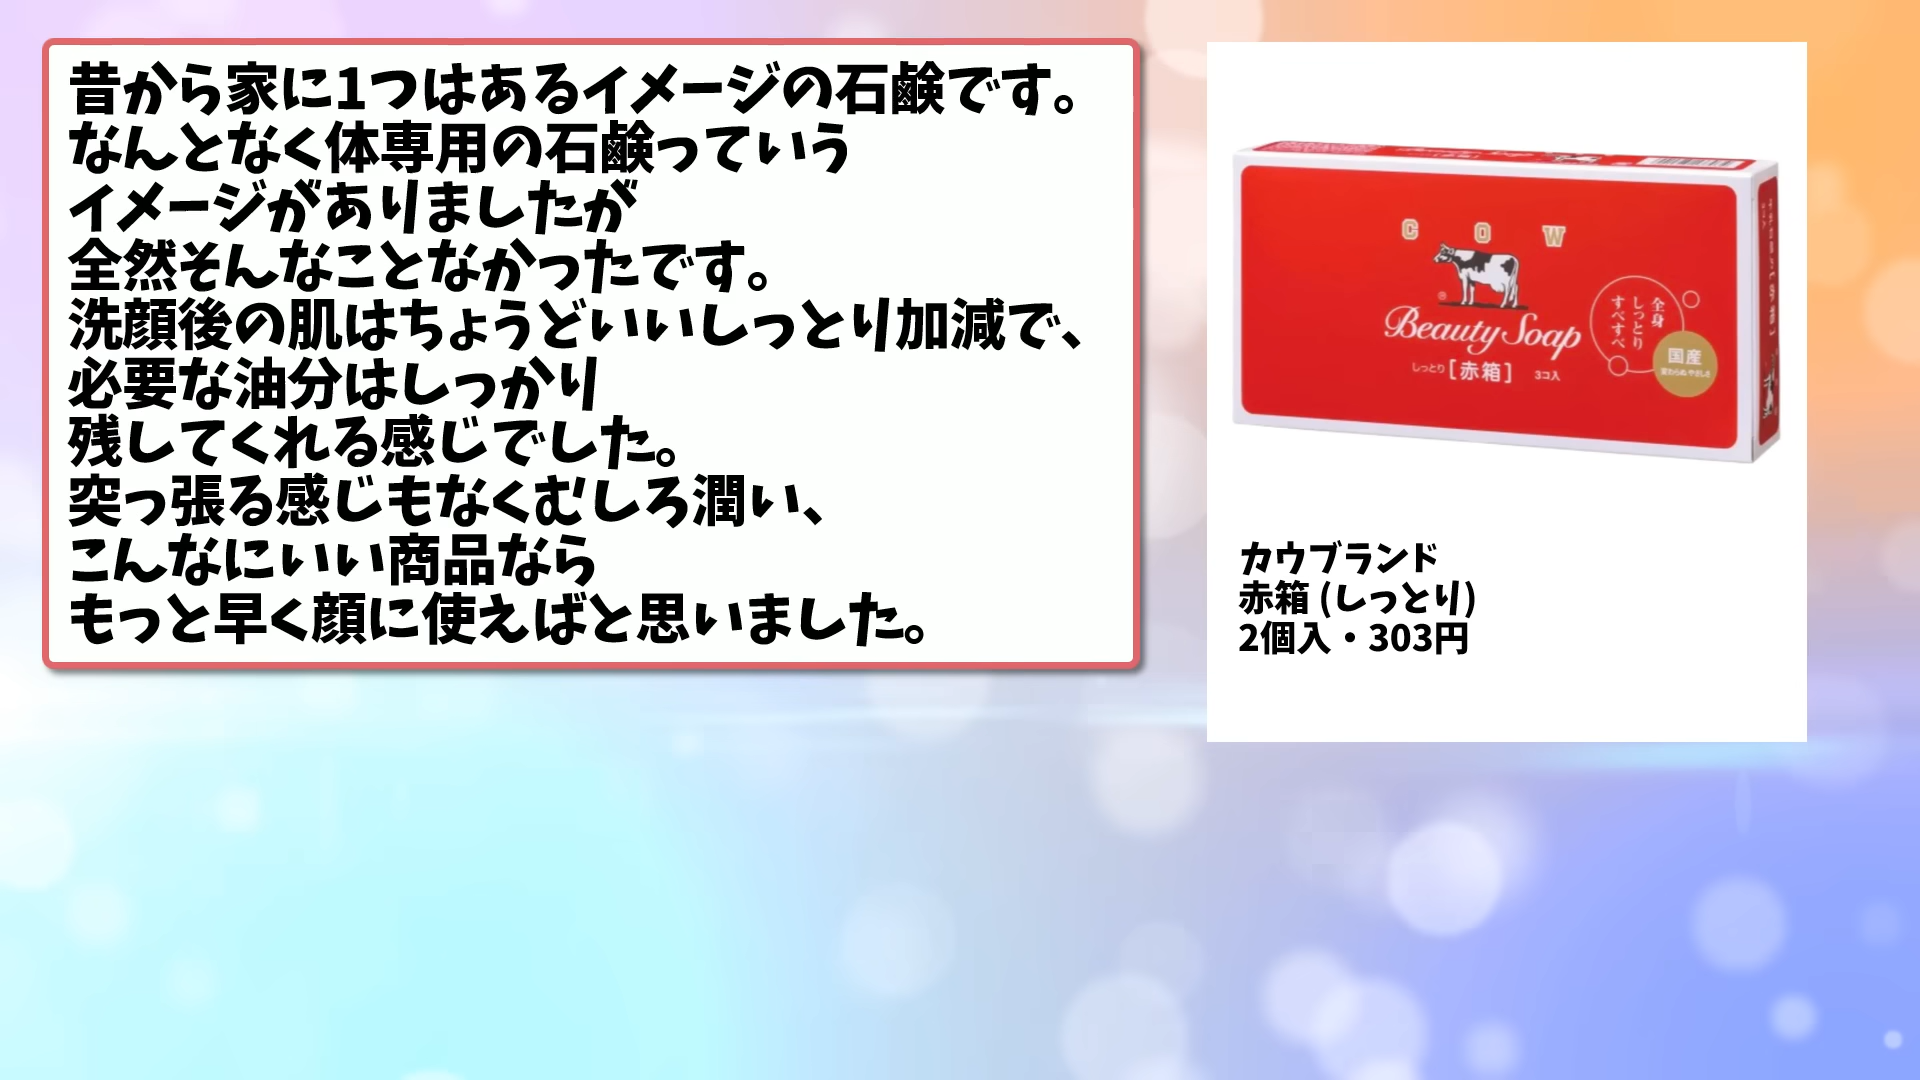 昔から家に1つはあるイメージの石鹸です。
なんとなく体専用の石鹸っていう
イメージがありましたが
全然そんなことなかったです。
洗顔後の肌はちょうどいいしっとり加減で、
必要な油分はしっかり
残してくれる感じでした。
突っ張る感じもなくむしろ潤い、
こんなにいい商品なら
もっと早く顔に使えばと思いました。
COW
Beauty Soap
しっとり[赤箱] 3コ入
全身
しっとり
すべすべ
国産
変わらぬやさしさ
カウブランド
赤箱 (しっとり)
2個入・303円